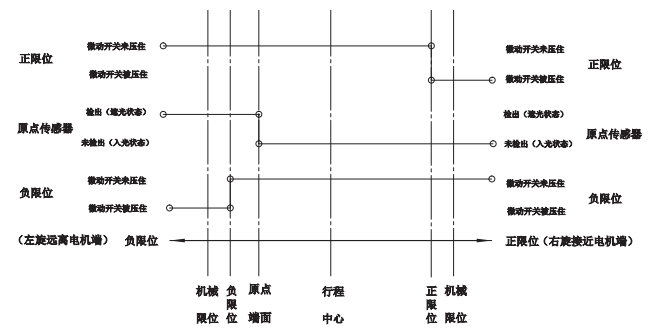 微动开关未压住
微动开关未压住
正限位
正限位
微动开关被压住
微动开关被压住
检出（遮光状态）
检出（遮光状态）
原点传感器
原点传感器
未检出（入光状态）
未检出（入光状态）
微动开关未压住
微动开关未压住
负限位
负限位
微动开关被压住
微动开关被压住
（左旋远离电机端） 负限位
正限位（右旋接近电机端）
机械限位
负限位
原点端面
行程中心
正限位
机械限位